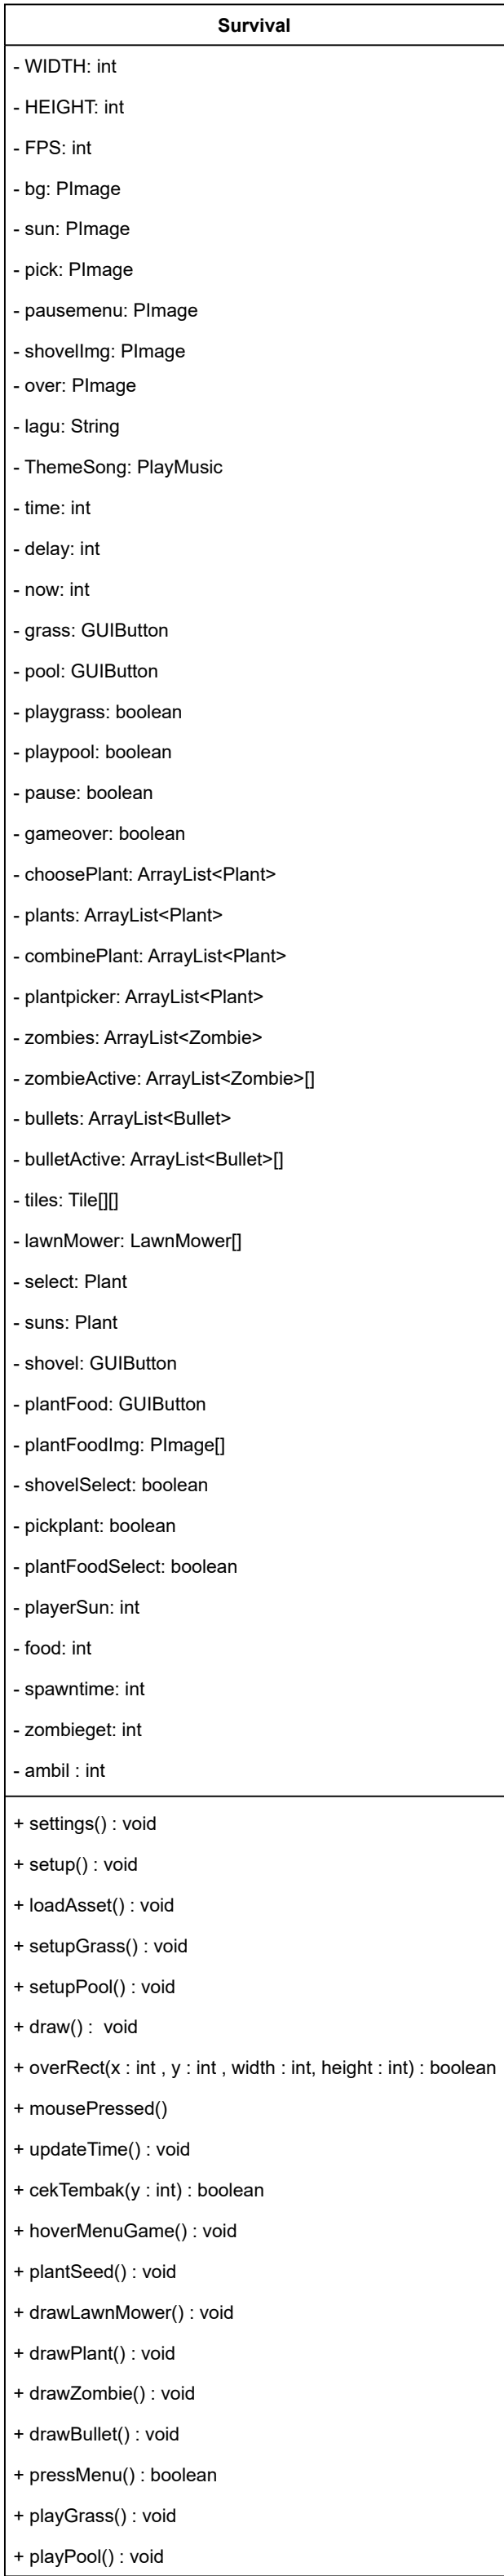 Survival
- WIDTH: int
- HEIGHT: int
- FPS: int
- bg: PImage
- sun: PImage
- pick: PImage
- pausemenu: PImage
- shovelImg: PImage
- over: PImage
- lagu: String
- ThemeSong: PlayMusic
- time: int
- delay: int
- now: int
- grass: GUIButton
- pool: GUIButton
- playgrass: boolean
- playpool: boolean
- pause: boolean
- gameover: boolean
- choosePlant: ArrayList<Plant>
- plants: ArrayList<Plant>
- combinePlant: ArrayList<Plant>
- plantpicker: ArrayList<Plant>
- zombies: ArrayList<Zombie>
- zombieActive: ArrayList<Zombie>[]
- bullets: ArrayList<Bullet>
- bulletActive: ArrayList<Bullet>[]
- tiles: Tile[][]
- lawnMower: LawnMower[]
- select: Plant
- suns: Plant
- shovel: GUIButton
- plantFood: GUIButton
- plantFoodImg: PImage[]
- shovelSelect: boolean
- pickplant: boolean
- plantFoodSelect: boolean
- playerSun: int
- food: int
- spawntime: int
- zombieget: int
- ambil : int
+ settings() : void
+ setup() : void
+ loadAsset() : void
+ setupGrass() : void
+ setupPool() : void
+ draw() :  void
+ overRect(x : int , y : int , width : int, height : int) : boolean
+ mousePressed()
+ updateTime() : void
+ cekTembak(y : int) : boolean
+ hoverMenuGame() : void
+ plantSeed() : void
+ drawLawnMower() : void
+ drawPlant() : void
+ drawZombie() : void
+ drawBullet() : void
+ pressMenu() : boolean
+ playGrass() : void
+ playPool() : void